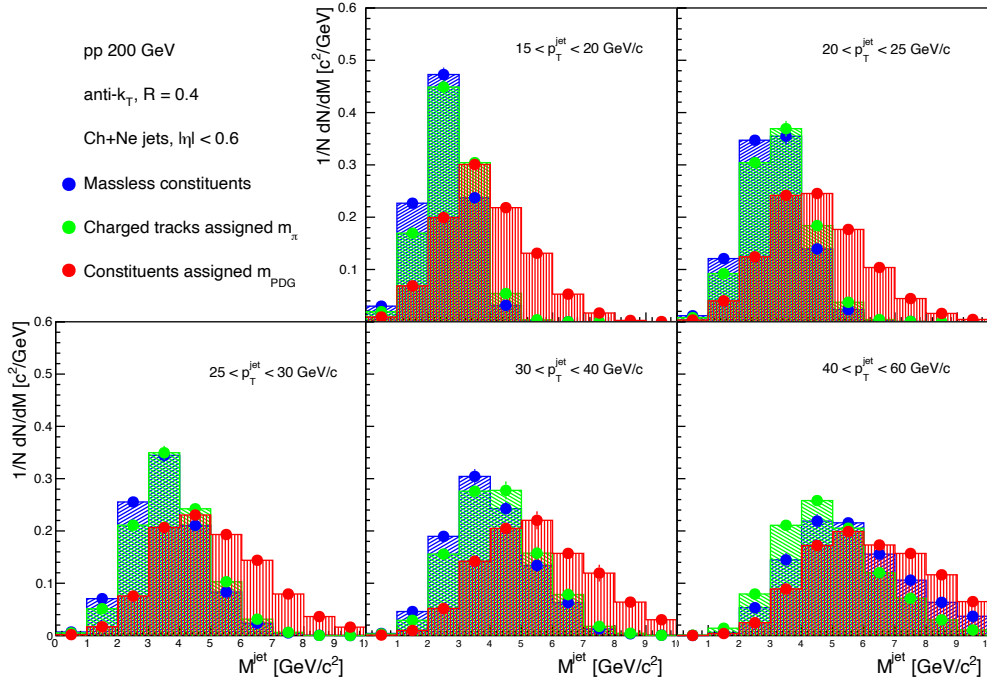 pp 200 GeV
anti-k_T, R = 0.4
Ch+Ne jets, |η| < 0.6
Massless constituents
Charged tracks assigned m_π
Constituents assigned m_PDG
1/N dN/dM [c²/GeV]
0.6
0.5
0.4
0.3
0.2
0.1
15 < p_T^jet < 20 GeV/c
20 < p_T^jet < 25 GeV/c
1/N dN/dM [c²/GeV]
0.6
0.5
0.4
0.3
0.2
0.1
0
25 < p_T^jet < 30 GeV/c
30 < p_T^jet < 40 GeV/c
40 < p_T^jet < 60 GeV/c
0 1 2 3 4 5 6 7 8 9 1
1 2 3 4 5 6 7 8 9 1
1 2 3 4 5 6 7 8 9 1
M^jet [GeV/c²]
M^jet [GeV/c²]
M^jet [GeV/c²]